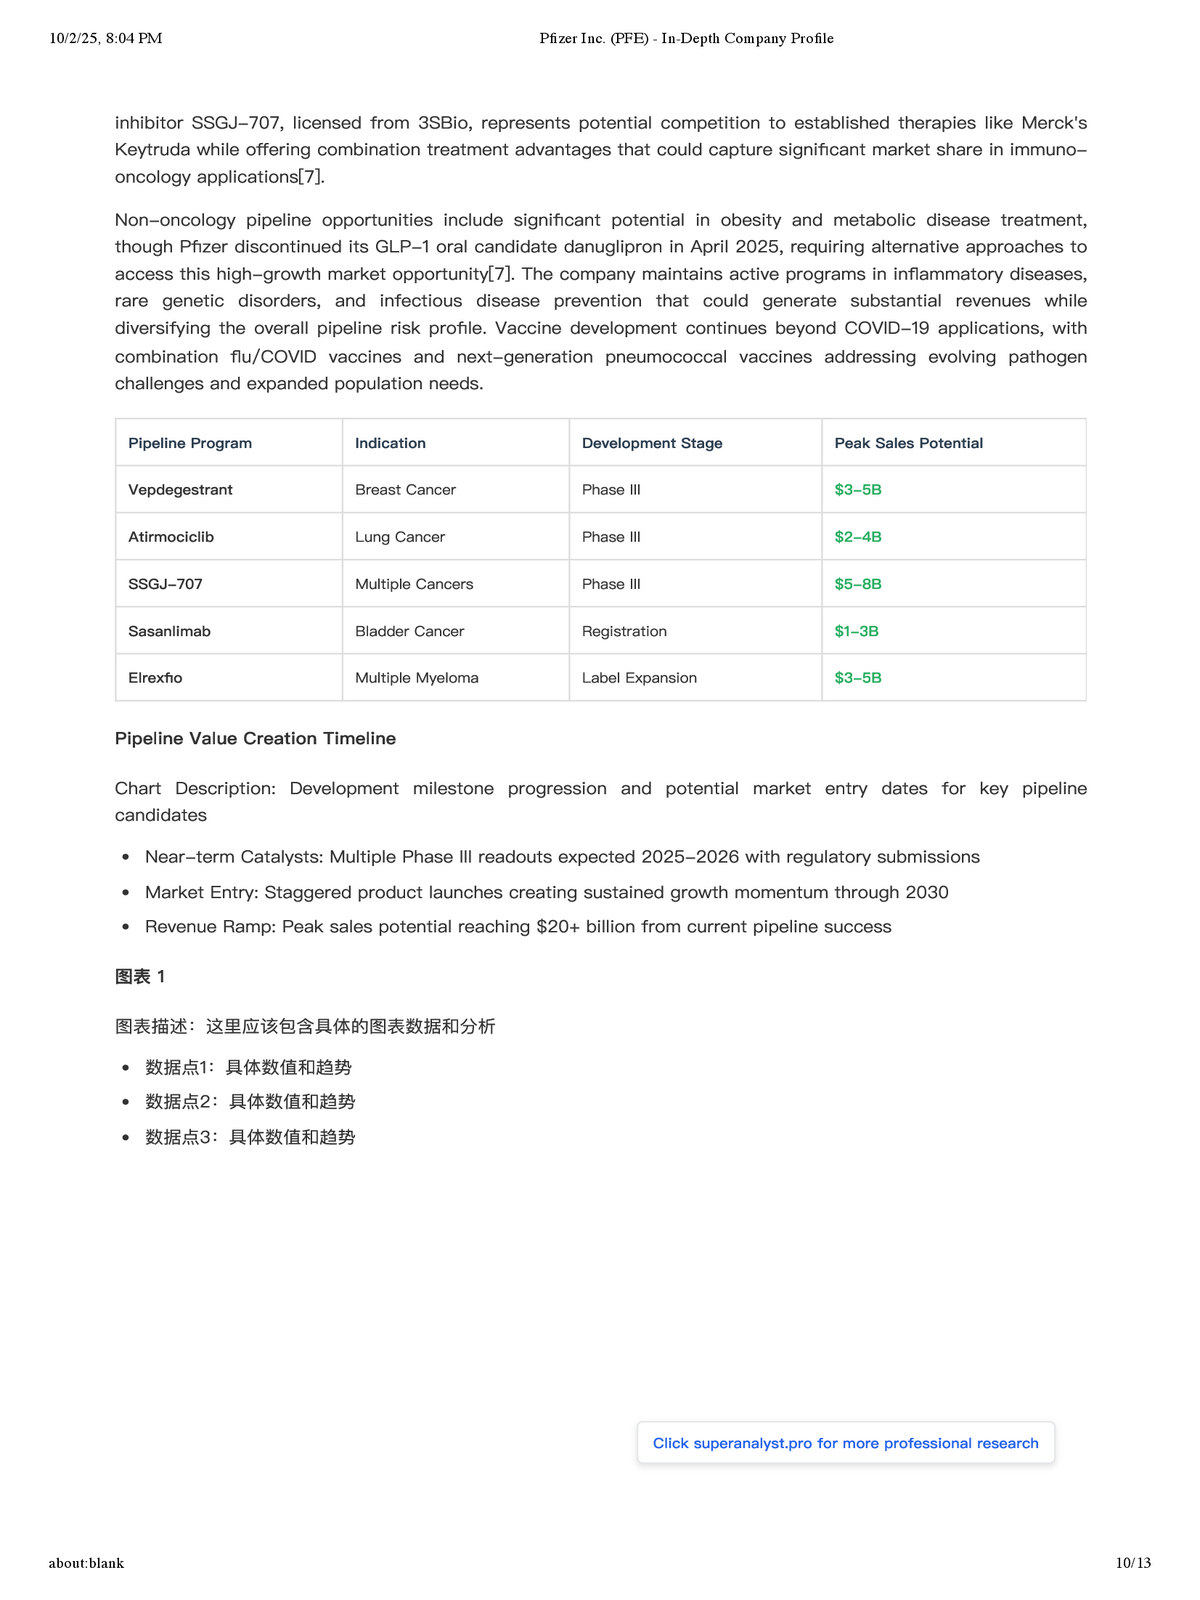 10/2/25, 8:04 PM
Pfizer Inc. (PFE) - In-Depth Company Profile
inhibitor SSGJ-707, licensed from 3SBio, represents potential competition to established therapies like Merck's
Keytruda while offering combination treatment advantages that could capture significant market share in immuno-
oncology applications[7].
Non-oncology pipeline opportunities include significant potential in obesity and metabolic disease treatment,
though Pfizer discontinued its GLP-1 oral candidate danuglipron in April 2025, requiring alternative approaches to
access this high-growth market opportunity[7]. The company maintains active programs in inflammatory diseases,
rare genetic disorders, and infectious disease prevention that could generate substantial revenues while
diversifying the overall pipeline risk profile. Vaccine development continues beyond COVID-19 applications, with
combination flu/COVID vaccines and next-generation pneumococcal vaccines addressing evolving pathogen
challenges and expanded population needs.
Pipeline Program Indication Development Stage Peak Sales Potential
Vepdegestrant Breast Cancer Phase III $3-5B
Atirmociclib Lung Cancer Phase III $2-4B
SSGJ-707 Multiple Cancers Phase III $5-8B
Sasanlimab Bladder Cancer Registration $1-3B
Elrexfio Multiple Myeloma Label Expansion $3-5B
Pipeline Value Creation Timeline
Chart Description: Development milestone progression and potential market entry dates for key pipeline
candidates
• Near-term Catalysts: Multiple Phase III readouts expected 2025-2026 with regulatory submissions
• Market Entry: Staggered product launches creating sustained growth momentum through 2030
• Revenue Ramp: Peak sales potential reaching $20+ billion from current pipeline success
图表 1
图表描述：这里应该包含具体的图表数据和分析
• 数据点1：具体数值和趋势
• 数据点2：具体数值和趋势
• 数据点3：具体数值和趋势
Click superanalyst.pro for more professional research
about:blank
10/13